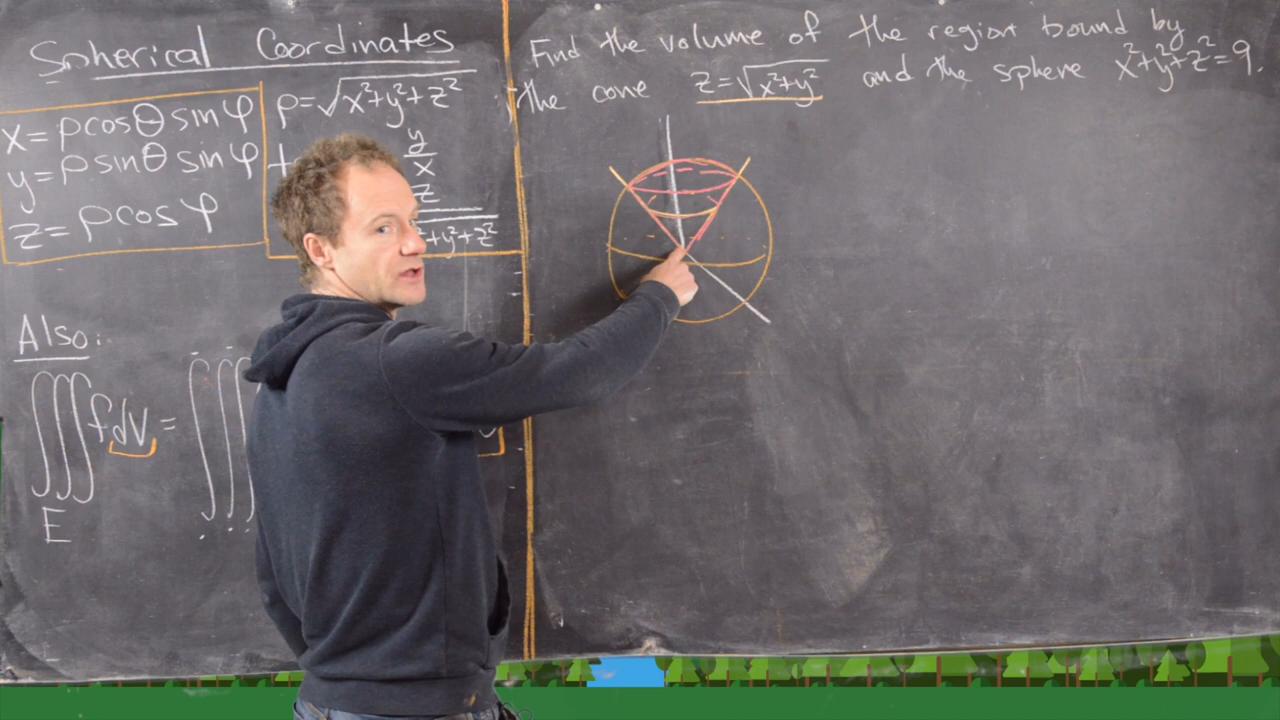 Spherical Coordinates
x = ρcosθ sinφ
y = ρsinθ sinφ
z = ρcosφ
ρ = √x²+y²+z²
y
x
z
²+y²+z²
Also:
∭ f dV = ∭
E
Find the volume of the region bound by
the cone z = √x²+y² and the sphere x²+y²+z² = 9.